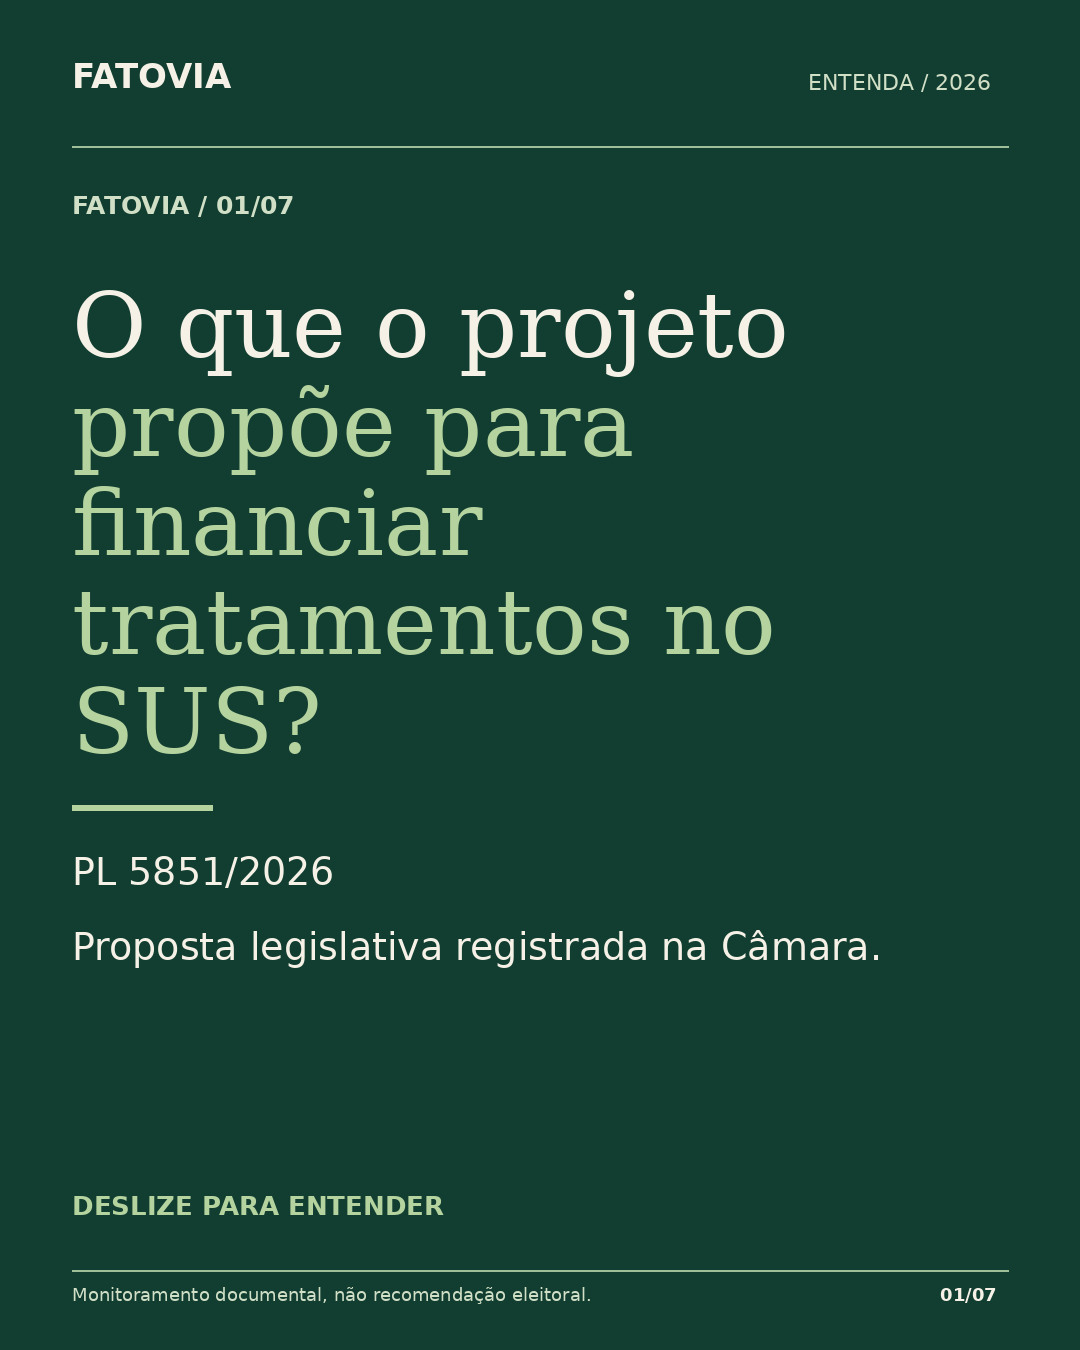 FATOVIA
ENTENDA / 2026
FATOVIA / 01/07
O que o projeto
propõe para
financiar
tratamentos no
SUS?
PL 5851/2026
Proposta legislativa registrada na Câmara.
DESLIZE PARA ENTENDER
Monitoramento documental, não recomendação eleitoral.
01/07